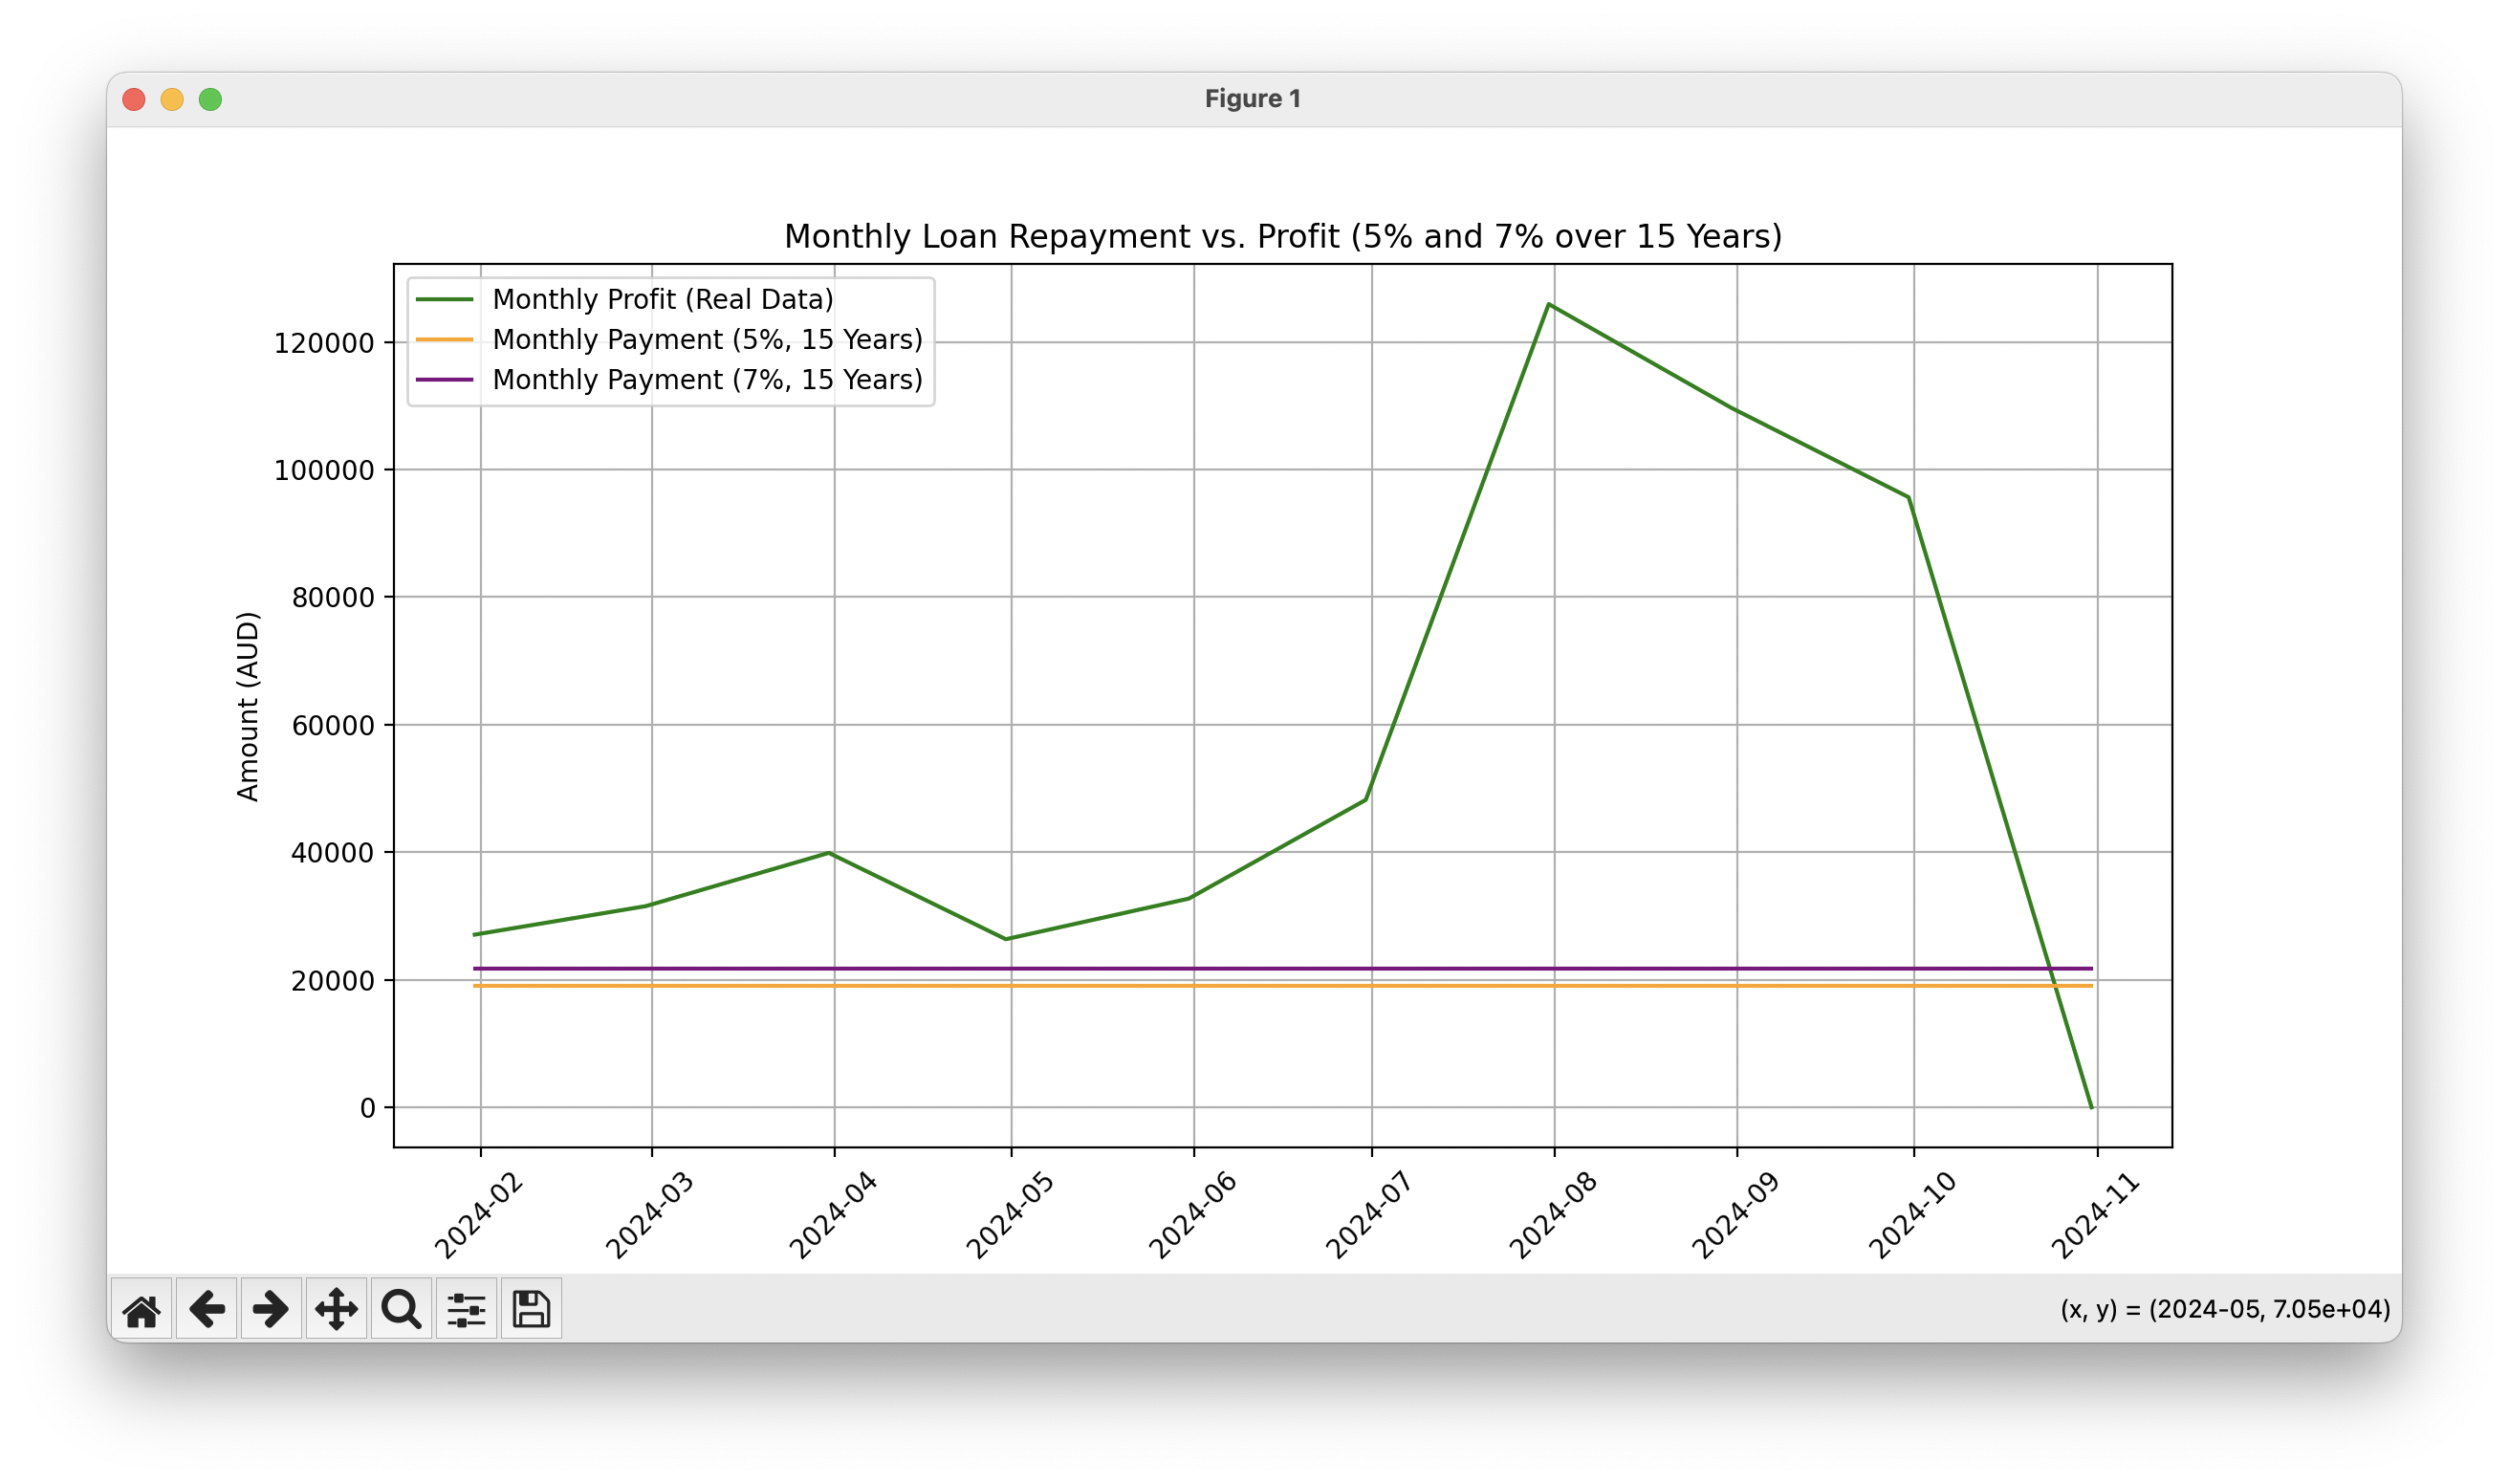 Figure 1
Monthly Loan Repayment vs. Profit (5% and 7% over 15 Years)
Monthly Profit (Real Data)
Monthly Payment (5%, 15 Years)
Monthly Payment (7%, 15 Years)
Amount (AUD)
120000
100000
80000
60000
40000
20000
0
2024-02
2024-03
2024-04
2024-05
2024-06
2024-07
2024-08
2024-09
2024-10
2024-11
(x, y) = (2024-05, 7.05e+04)